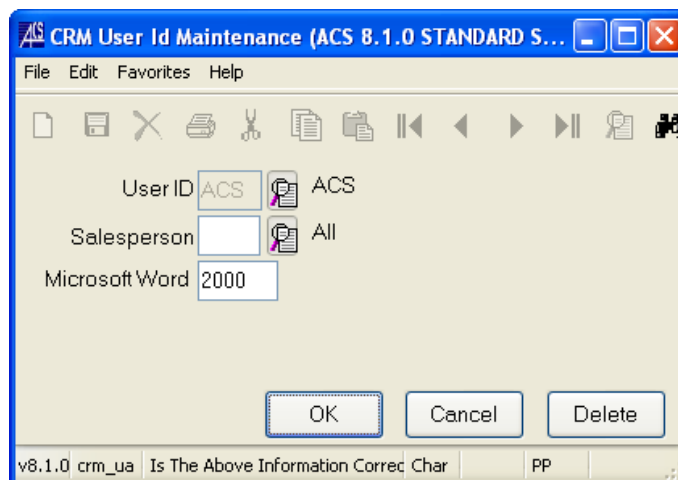 ACS CRM User Id Maintenance (ACS 8.1.0 STANDARD S...
File Edit Favorites Help
User ID ACS ACS
Salesperson All
Microsoft Word 2000
OK Cancel Delete
v8.1.0 crm_ua Is The Above Information Correc Char PP